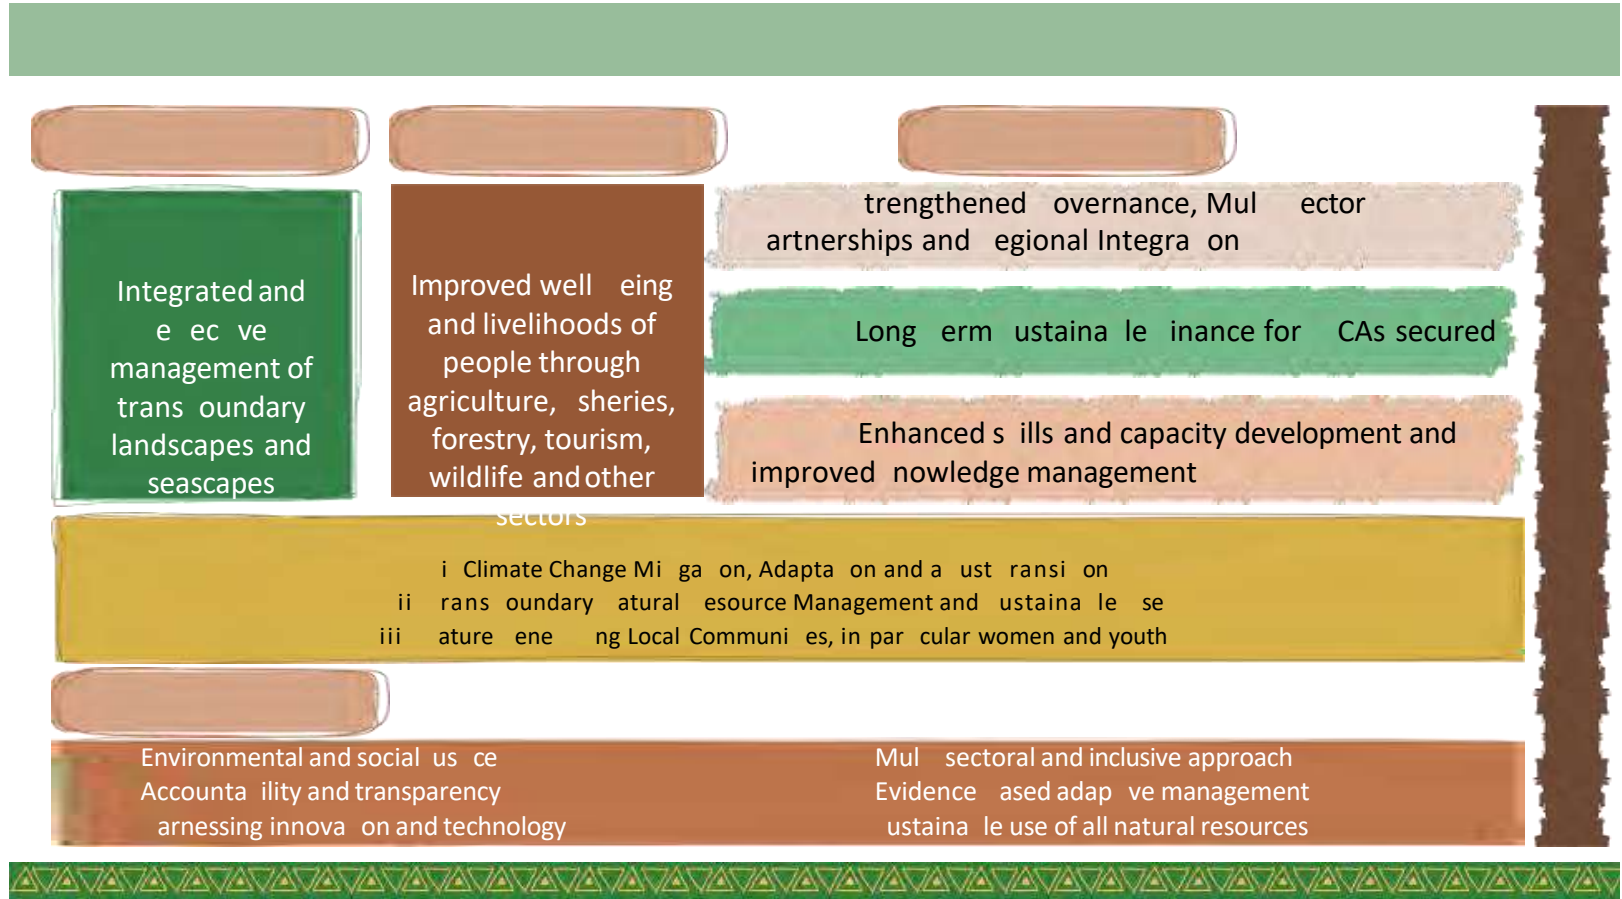 Integrated and
e ec ve
management of
trans oundary
landscapes and
seascapes
Improved well eing
and livelihoods of
people through
agriculture, sheries,
forestry, tourism,
wildlife and other
sectors
trengthened overnance, Mul ector
artnerships and egional Integra on
Long erm ustaina le inance for CAs secured
Enhanced s ills and capacity development and
improved nowledge management
i Climate Change Mi ga on, Adapta on and a ust ransi on
ii rans oundary atural esource Management and ustaina le se
iii ature ene ng Local Communi es, in par cular women and youth
Environmental and social us ce
Accounta ility and transparency
arnessing innova on and technology
Mul sectoral and inclusive approach
Evidence ased adap ve management
ustaina le use of all natural resources